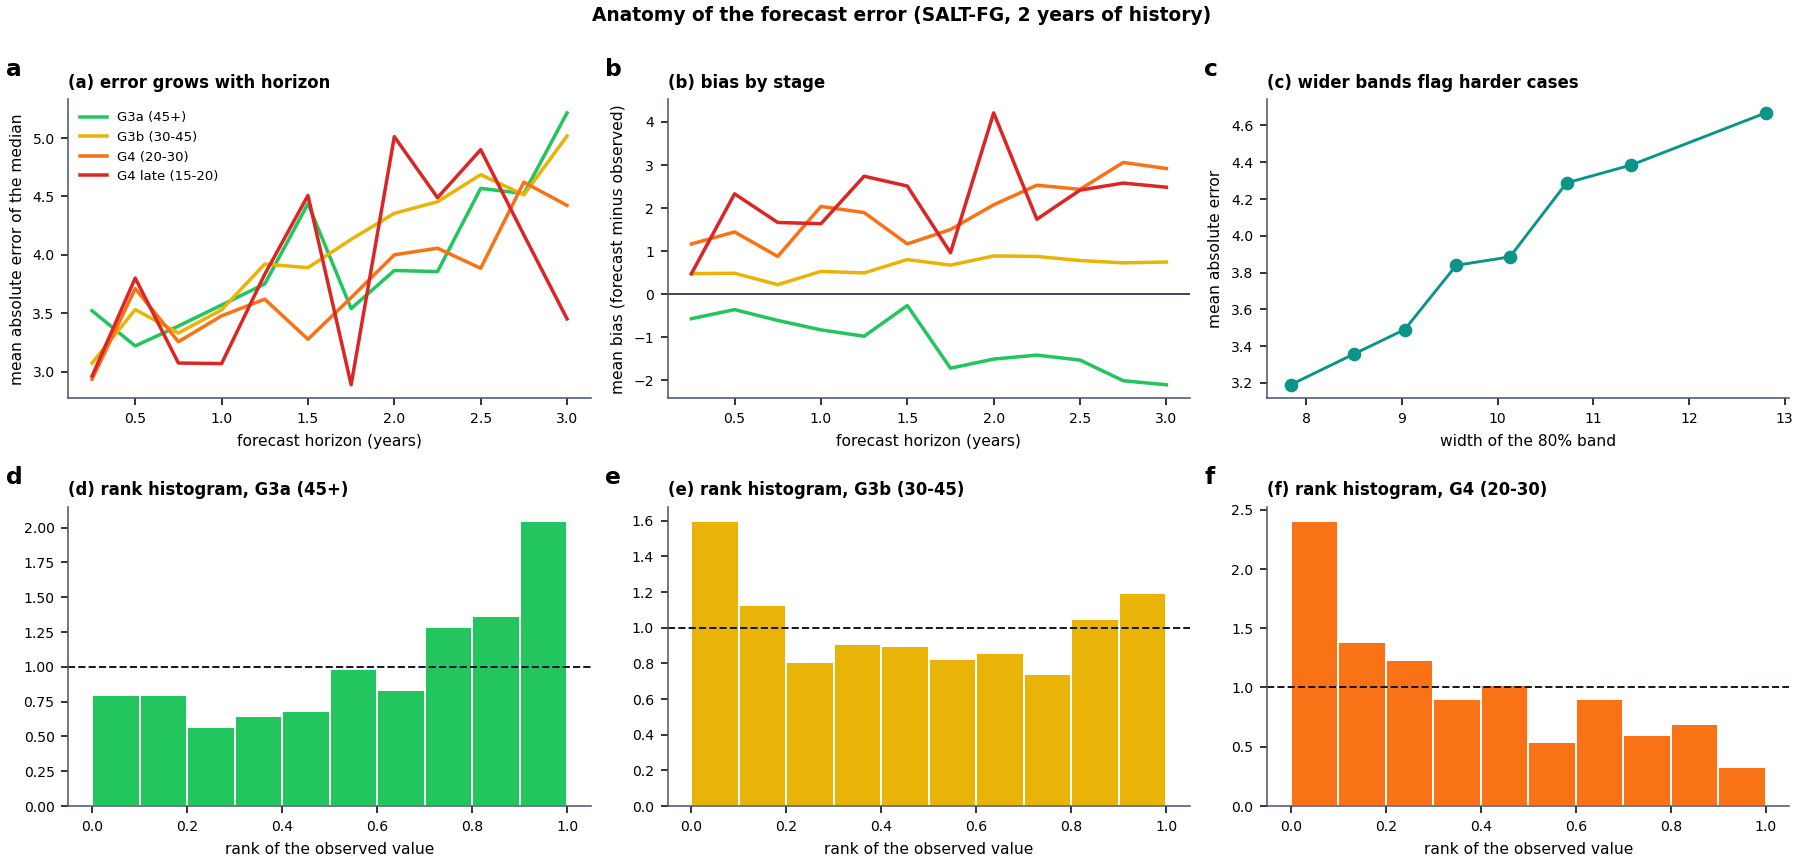 Anatomy of the forecast error (SALT-FG, 2 years of history)
a
(a) error grows with horizon
mean absolute error of the median
5.0
4.5
4.0
3.5
3.0
G3a (45+)
G3b (30-45)
G4 (20-30)
G4 late (15-20)
0.5 1.0 1.5 2.0 2.5 3.0
forecast horizon (years)
b
(b) bias by stage
mean bias (forecast minus observed)
4
3
2
1
0
−1
−2
0.5 1.0 1.5 2.0 2.5 3.0
forecast horizon (years)
c
(c) wider bands flag harder cases
mean absolute error
4.6
4.4
4.2
4.0
3.8
3.6
3.4
3.2
8 9 10 11 12 13
width of the 80% band
d
(d) rank histogram, G3a (45+)
2.00
1.75
1.50
1.25
1.00
0.75
0.50
0.25
0.00
0.0 0.2 0.4 0.6 0.8 1.0
rank of the observed value
e
(e) rank histogram, G3b (30-45)
1.6
1.4
1.2
1.0
0.8
0.6
0.4
0.2
0.0
0.0 0.2 0.4 0.6 0.8 1.0
rank of the observed value
f
(f) rank histogram, G4 (20-30)
2.5
2.0
1.5
1.0
0.5
0.0
0.0 0.2 0.4 0.6 0.8 1.0
rank of the observed value